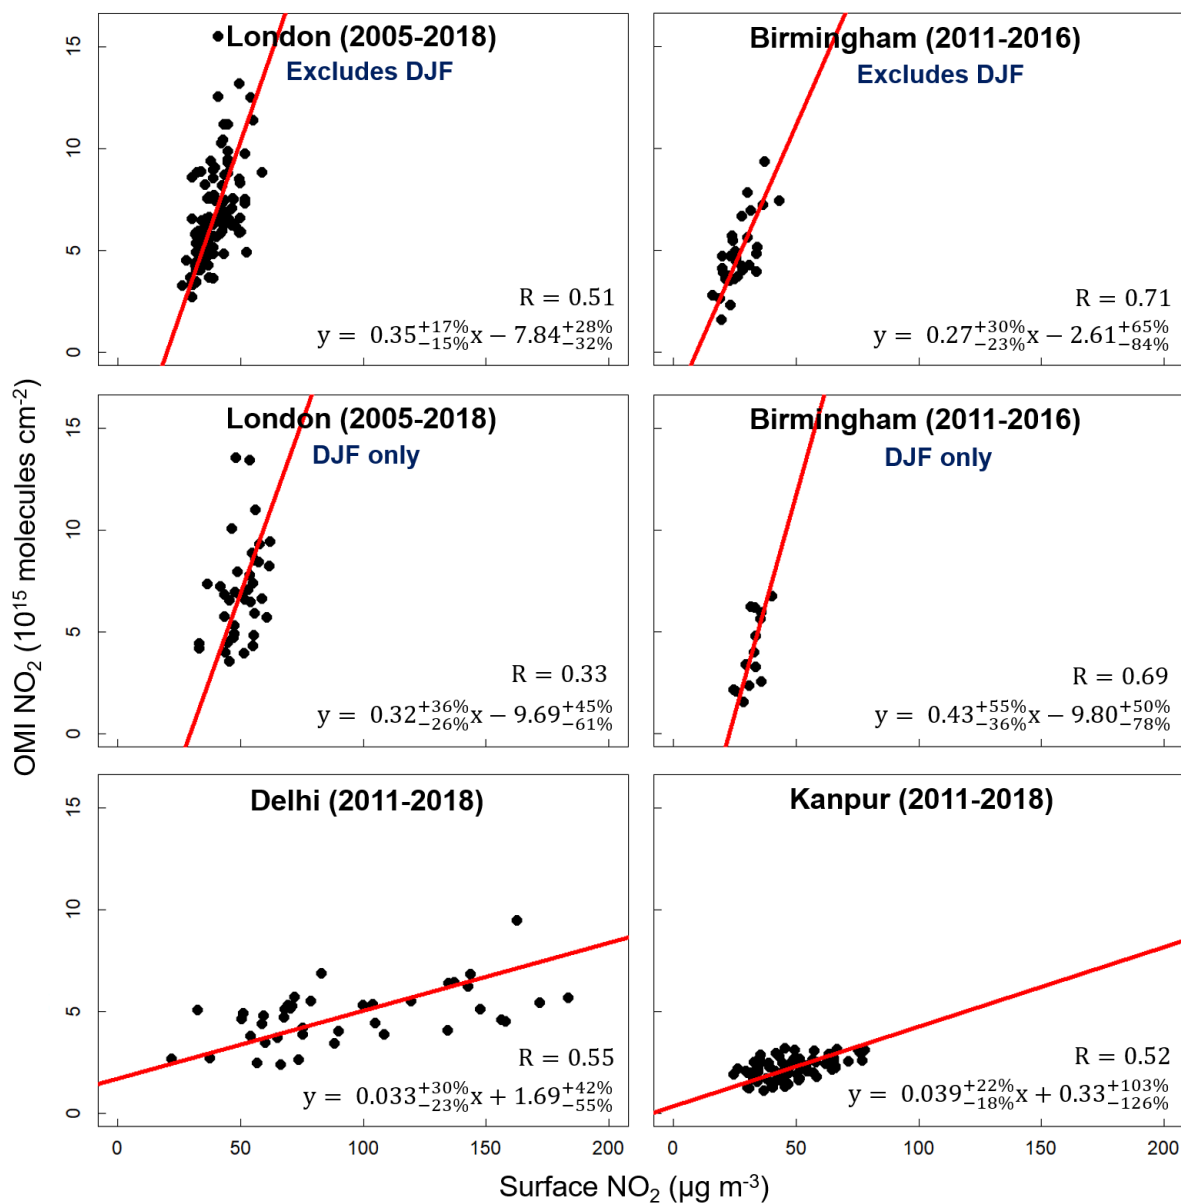 London (2005-2018)
Excludes DJF
R = 0.51
y = 0.35+17%−15%x − 7.84+28%−32%
15
10
5
0
Birmingham (2011-2016)
Excludes DJF
R = 0.71
y = 0.27+30%−23%x − 2.61+65%−84%
London (2005-2018)
DJF only
R = 0.33
y = 0.32+36%−26%x − 9.69+45%−61%
15
10
5
0
Birmingham (2011-2016)
DJF only
R = 0.69
y = 0.43+55%−36%x − 9.80+50%−78%
OMI NO2 (1015 molecules cm-2)
Delhi (2011-2018)
R = 0.55
y = 0.033+30%−23%x + 1.69+42%−55%
15
10
5
0
0 50 100 150 200
Kanpur (2011-2018)
R = 0.52
y = 0.039+22%−18%x + 0.33+103%−126%
0 50 100 150 200
Surface NO2 (µg m-3)